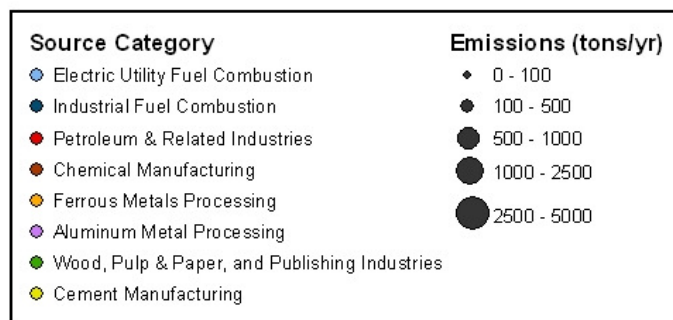 Source Category
Electric Utility Fuel Combustion
Industrial Fuel Combustion
Petroleum & Related Industries
Chemical Manufacturing
Ferrous Metals Processing
Aluminum Metal Processing
Wood, Pulp & Paper, and Publishing Industries
Cement Manufacturing
Emissions (tons/yr)
0 - 100
100 - 500
500 - 1000
1000 - 2500
2500 - 5000